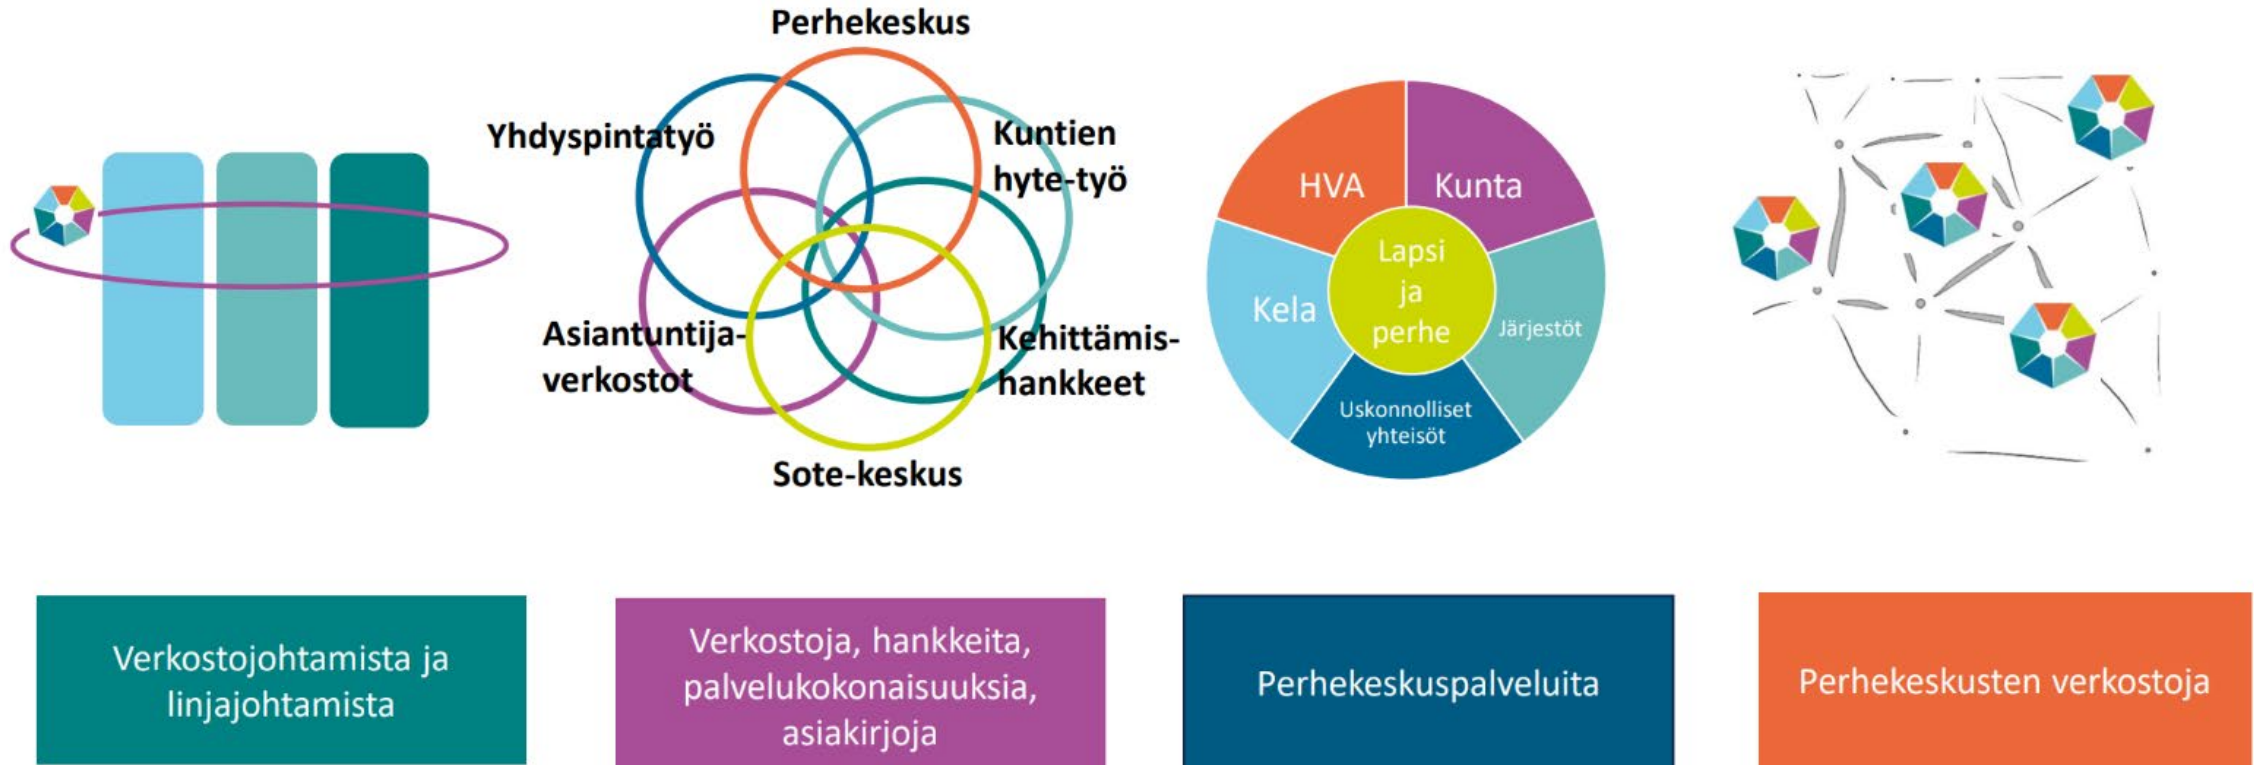 Perhekeskus
Yhdyspintatyö
Kuntien
hyte-työ
Asiantuntija-
verkostot
Kehittämis-
hankkeet
Sote-keskus
HVA
Kunta
Lapsi
ja
perhe
Kela
Järjestöt
Uskonnolliset
yhteisöt
Verkostojohtamista ja
linjajohtamista
Verkostoja, hankkeita,
palvelukokonaisuuksia,
asiakirjoja
Perhekeskuspalveluita
Perhekeskusten verkostoja